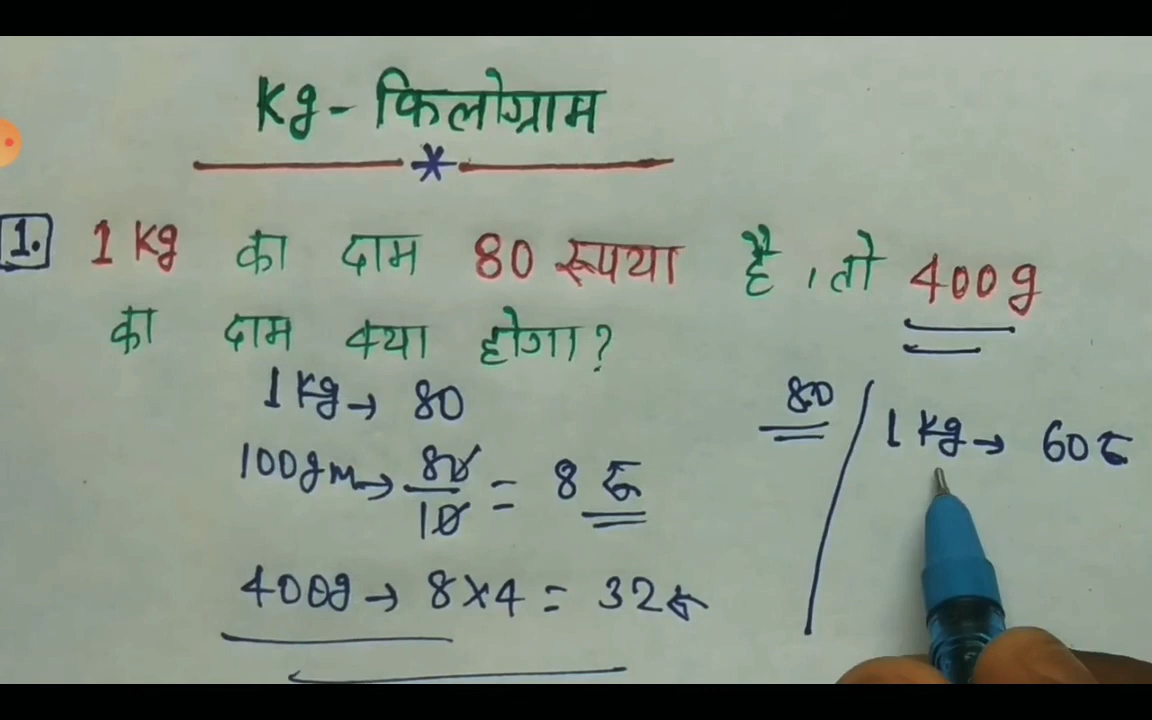 Kg - किलोग्राम
1. 1 Kg का दाम 80 रूपया है, तो 400g
का दाम क्या होगा?
1 Kg → 80
100gm → 80/10 = 8 रु
400g → 8×4 = 32 रु
80
1 Kg → 60 रु